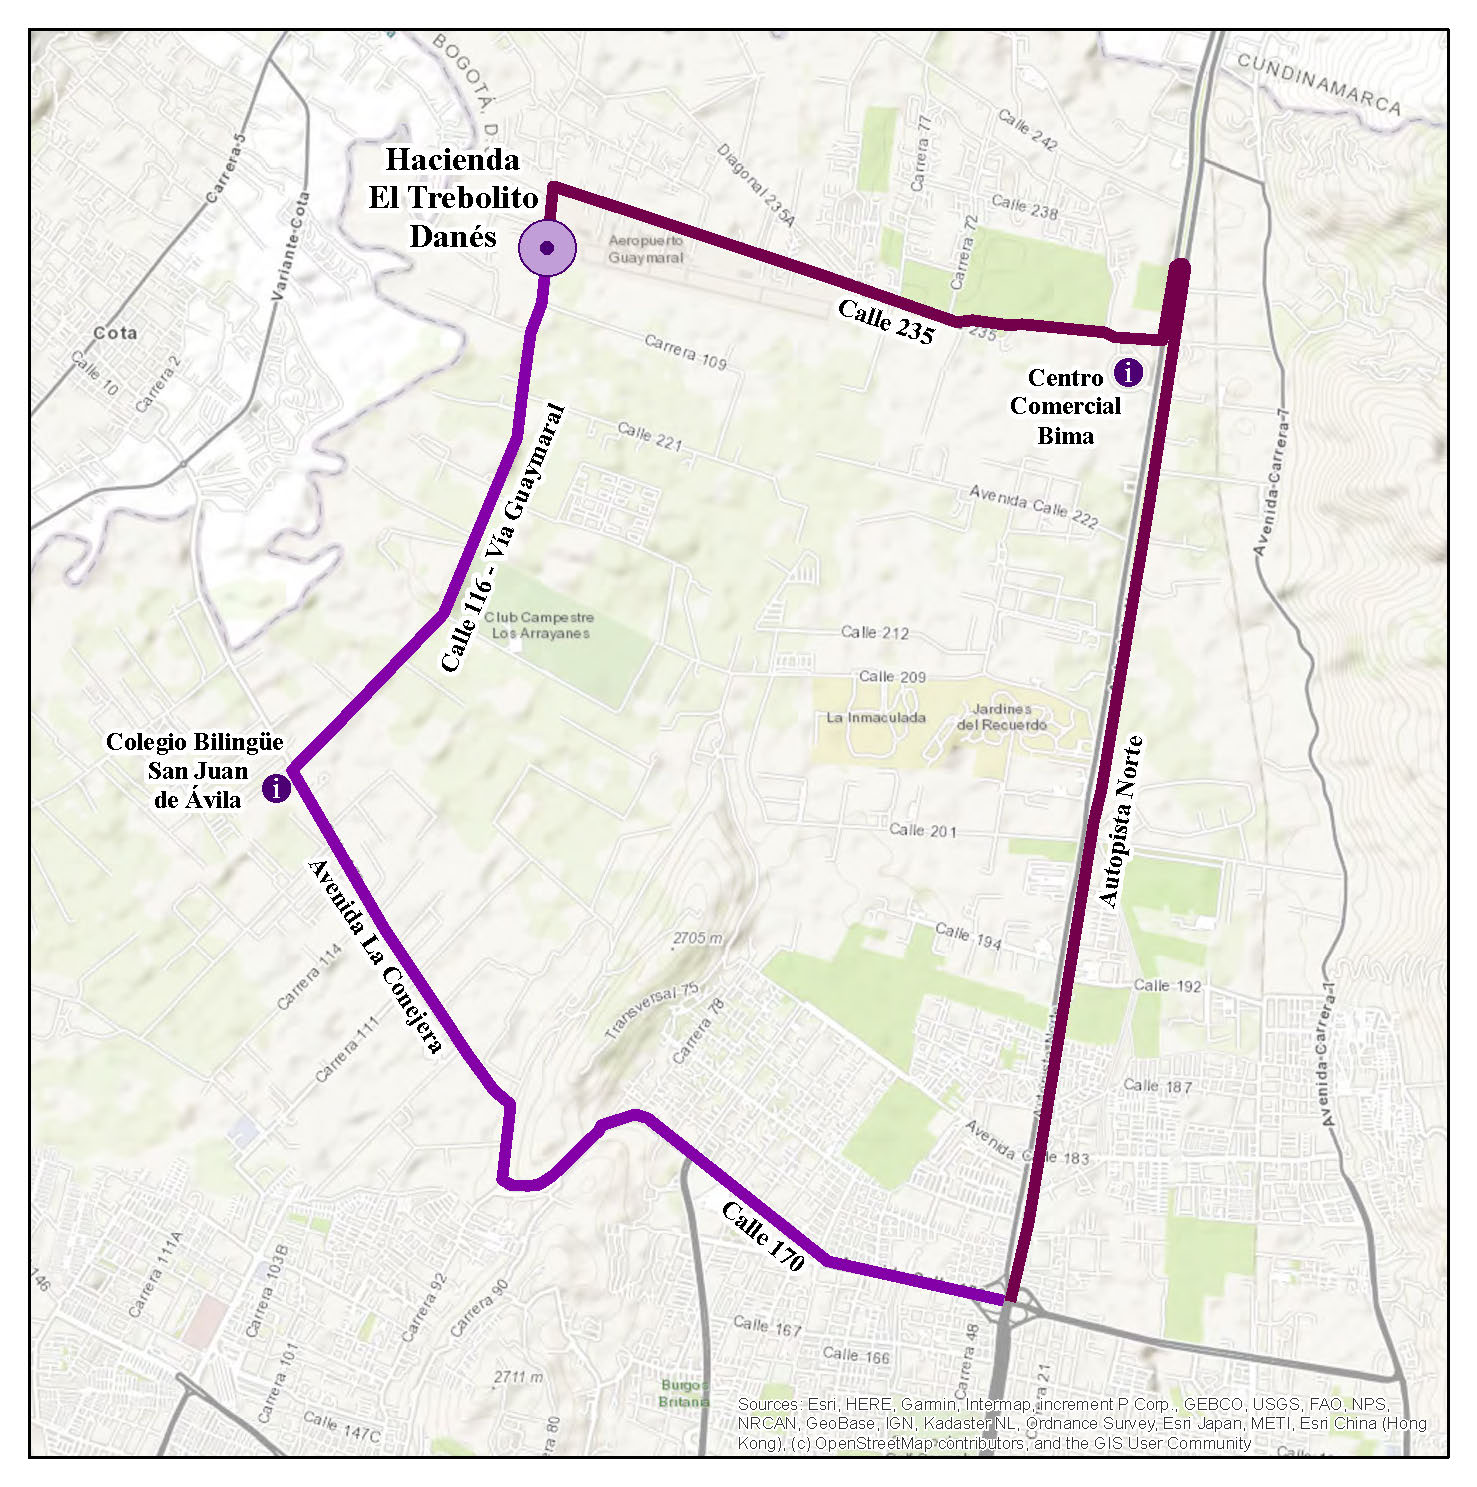 BOGOTÁ, D.
CUNDINAMARCA
Carrera-5
Variante-Cota
Hacienda
El Trebolito
Danés
Diagonal 235A
Carrera 77
Calle 242
Calle 238
Carrera 72
Aeropuerto
Guaymaral
Calle 235
235
Cota
Calle 10
Carrera 2
Carrera 109
Centro
Comercial
Bima
i
Calle 221
Avenida Calle 222
Avenida-Carrera-7
Calle 116 - Vía Guaymaral
Club Campestre
Los Arrayanes
Calle 212
Calle 209
La Inmaculada
Jardines
del Recuerdo
Colegio Bilingüe
San Juan
de Ávila
i
Autopista Norte
Calle 201
Avenida La Conejera
Carrera 114
Carrera 111
2705 m
Calle 194
Calle 192
Transversal 75
Carrera 78
Autopista-Norte
Avenida-Carrera-7
Calle 187
Avenida Calle 183
Calle 170
Carrera 111A
Carrera 103B
Carrera 92
Carrera 90
146
Calle 167
Calle 166
Carrera 48
Carrera 101
2711 m
Calle 147C
80
Burgos
Britania
Sources: Esri, HERE, Garmin, Intermap, increment P Corp., GEBCO, USGS, FAO, NPS,
NRCAN, GeoBase, IGN, Kadaster NL, Ordnance Survey, Esri Japan, METI, Esri China (Hong
Kong), (c) OpenStreetMap contributors, and the GIS User Community